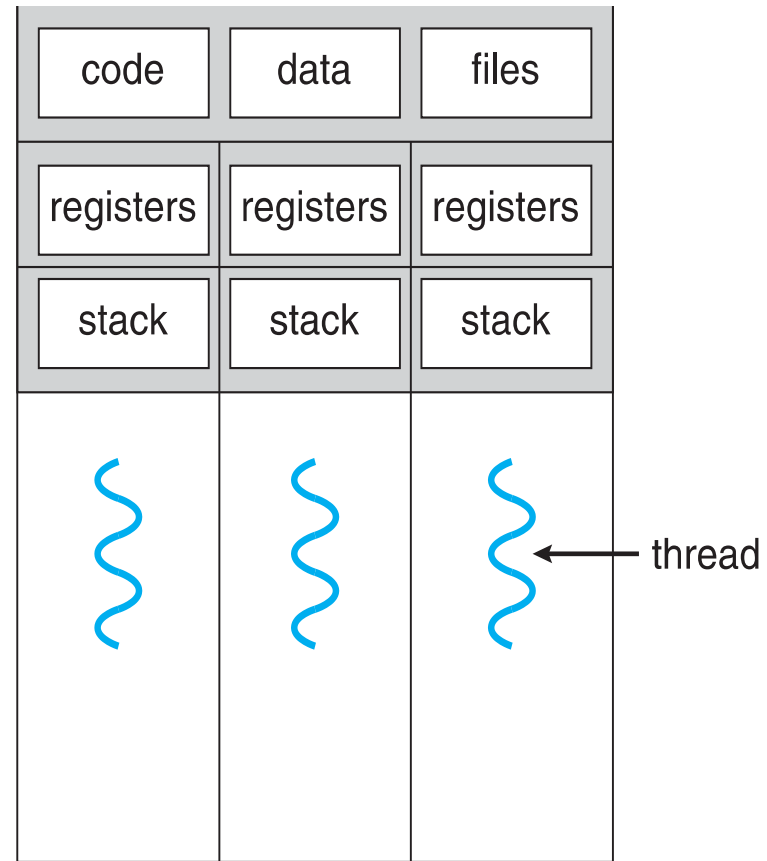 code data files
registers registers registers
stack stack stack
thread